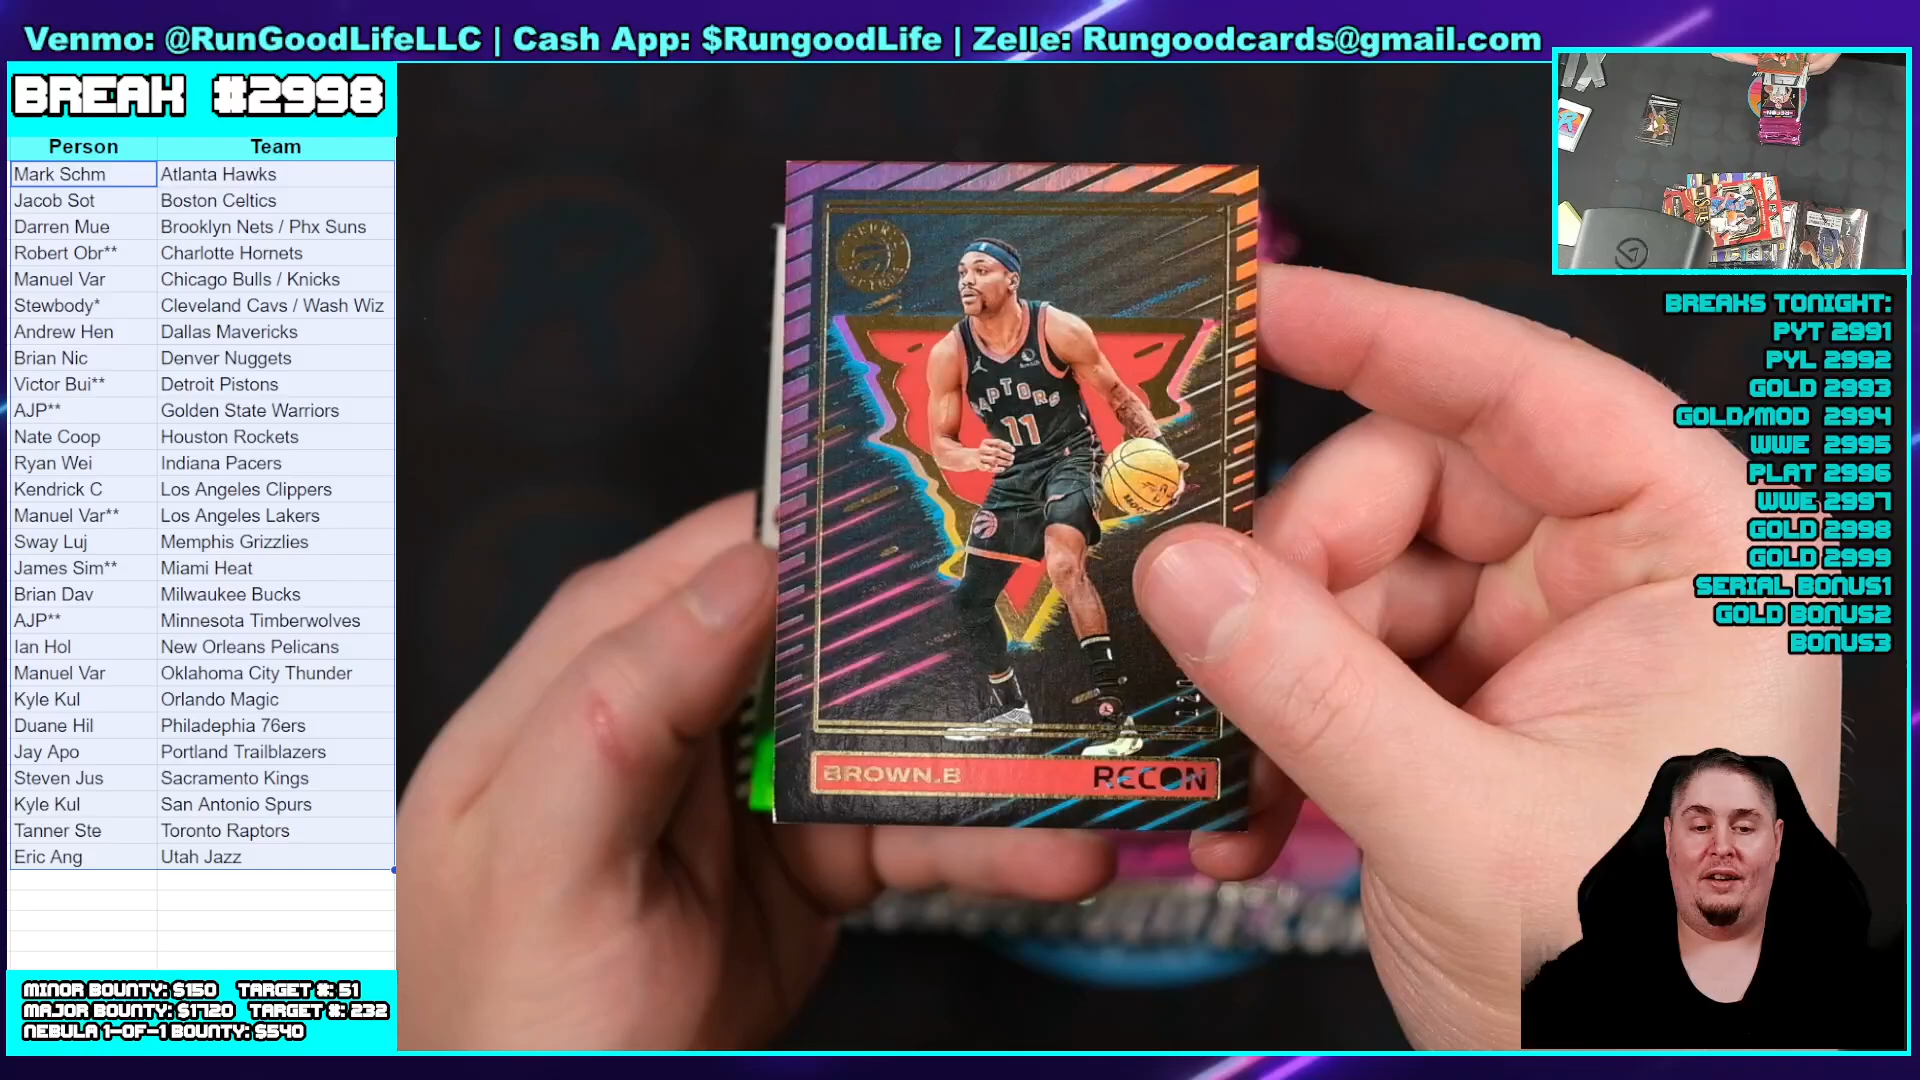 Venmo: @RunGoodLifeLLC | Cash App: $RungoodLife | Zelle: Rungoodcards@gmail.com
BREAK #2998
Person Team
Mark Schm Atlanta Hawks
Jacob Sot Boston Celtics
Darren Mue Brooklyn Nets / Phx Suns
Robert Obr** Charlotte Hornets
Manuel Var Chicago Bulls / Knicks
Stewbody* Cleveland Cavs / Wash Wiz
Andrew Hen Dallas Mavericks
Brian Nic Denver Nuggets
Victor Bui** Detroit Pistons
AJP** Golden State Warriors
Nate Coop Houston Rockets
Ryan Wei Indiana Pacers
Kendrick C Los Angeles Clippers
Manuel Var** Los Angeles Lakers
Sway Luj Memphis Grizzlies
James Sim** Miami Heat
Brian Dav Milwaukee Bucks
AJP** Minnesota Timberwolves
Ian Hol New Orleans Pelicans
Manuel Var Oklahoma City Thunder
Kyle Kul Orlando Magic
Duane Hil Philadephia 76ers
Jay Apo Portland Trailblazers
Steven Jus Sacramento Kings
Kyle Kul San Antonio Spurs
Tanner Ste Toronto Raptors
Eric Ang Utah Jazz
MINOR BOUNTY: $150 TARGET #: 51
MAJOR BOUNTY: $1720 TARGET #: 232
NEBULA 1-OF-1 BOUNTY: $540
RAPTORS
11
BROWN.B RECON
BREAKS TONIGHT:
PYT 2991
PYL 2992
GOLD 2993
GOLD/MOD 2994
WWE 2995
PLAT 2996
WWE 2997
GOLD 2998
GOLD 2999
SERIAL BONUS1
GOLD BONUS2
BONUS3